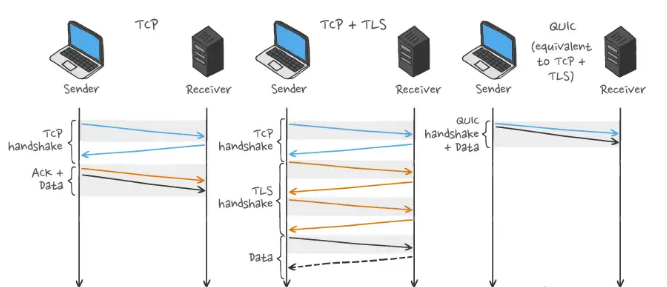 TCP
Sender
Receiver
TCP
handshake
Ack +
Data
TCP + TLS
Sender
Receiver
TCP
handshake
TLS
handshake
Data
QUIC
(equivalent
to TCP +
TLS)
Sender
Receiver
QUIC
handshake
+ Data